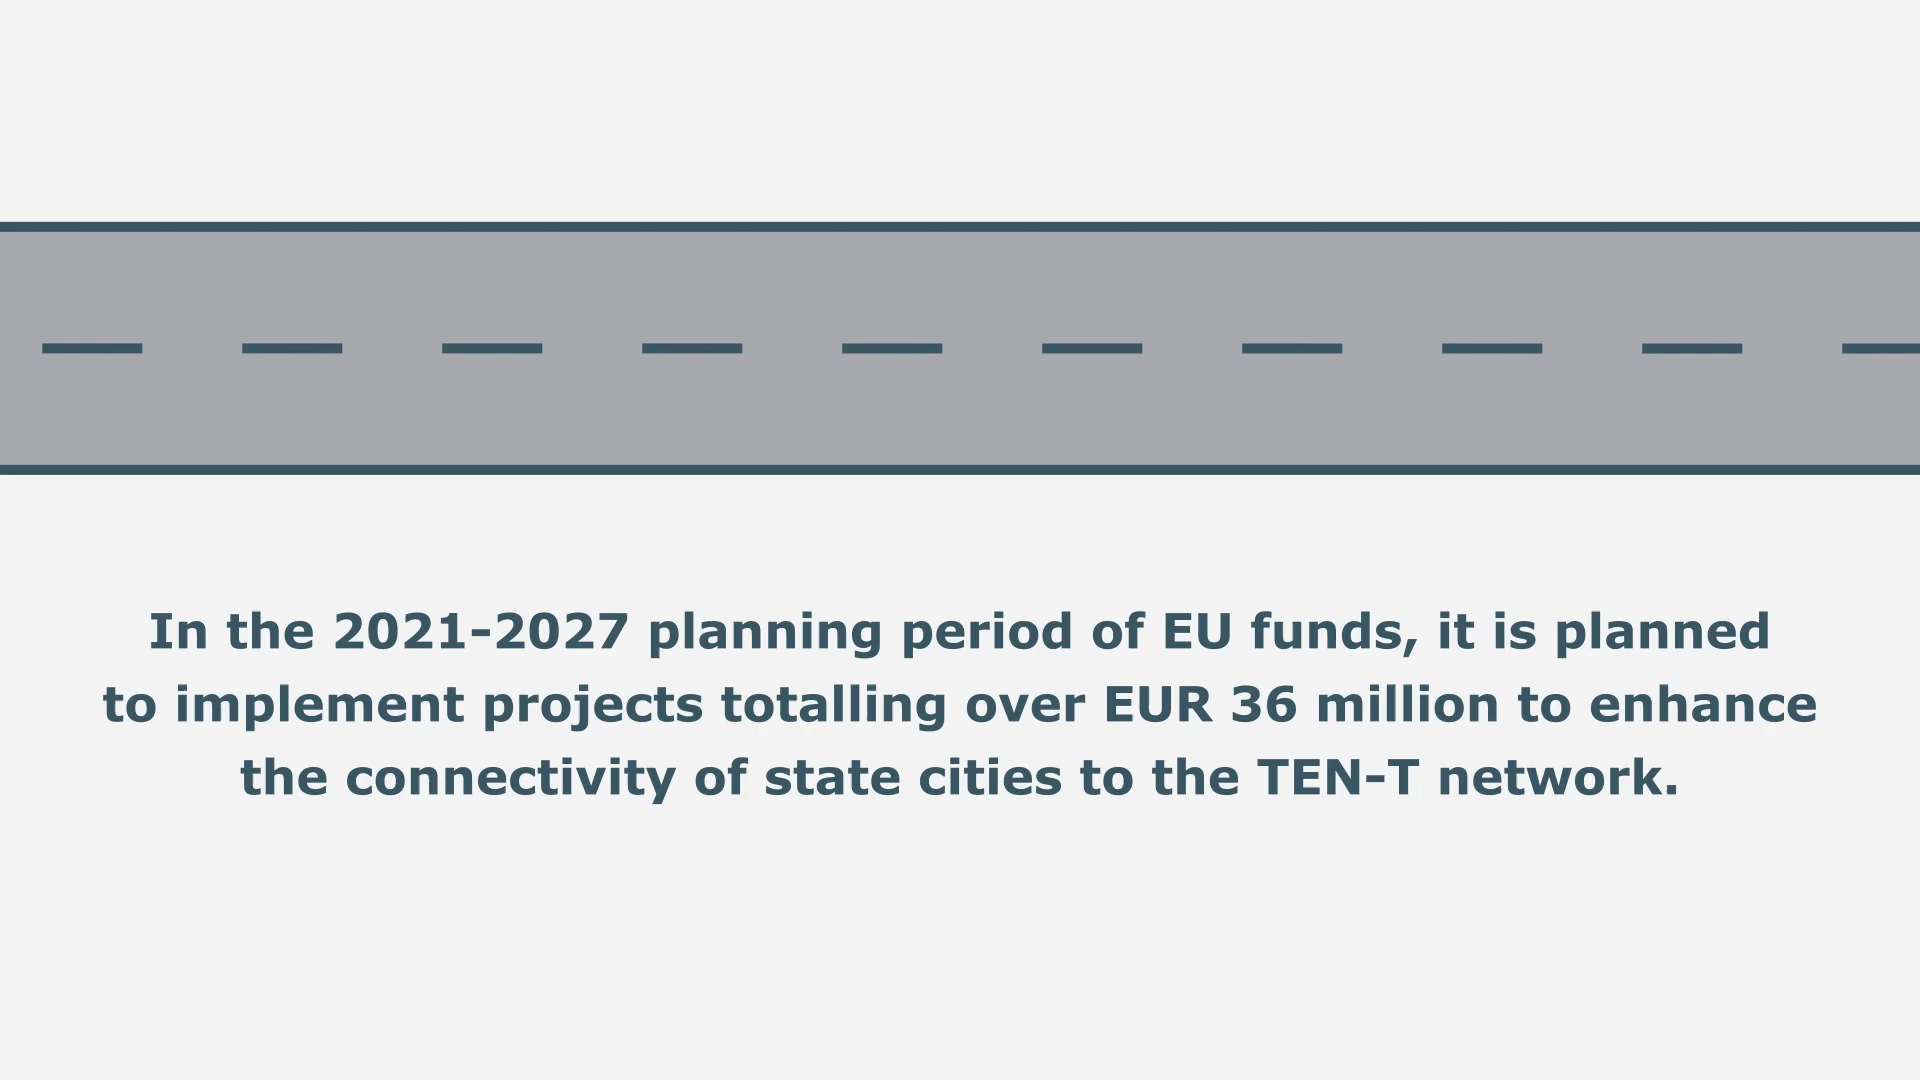 In the 2021-2027 planning period of EU funds, it is planned
to implement projects totalling over EUR 36 million to enhance
the connectivity of state cities to the TEN-T network.